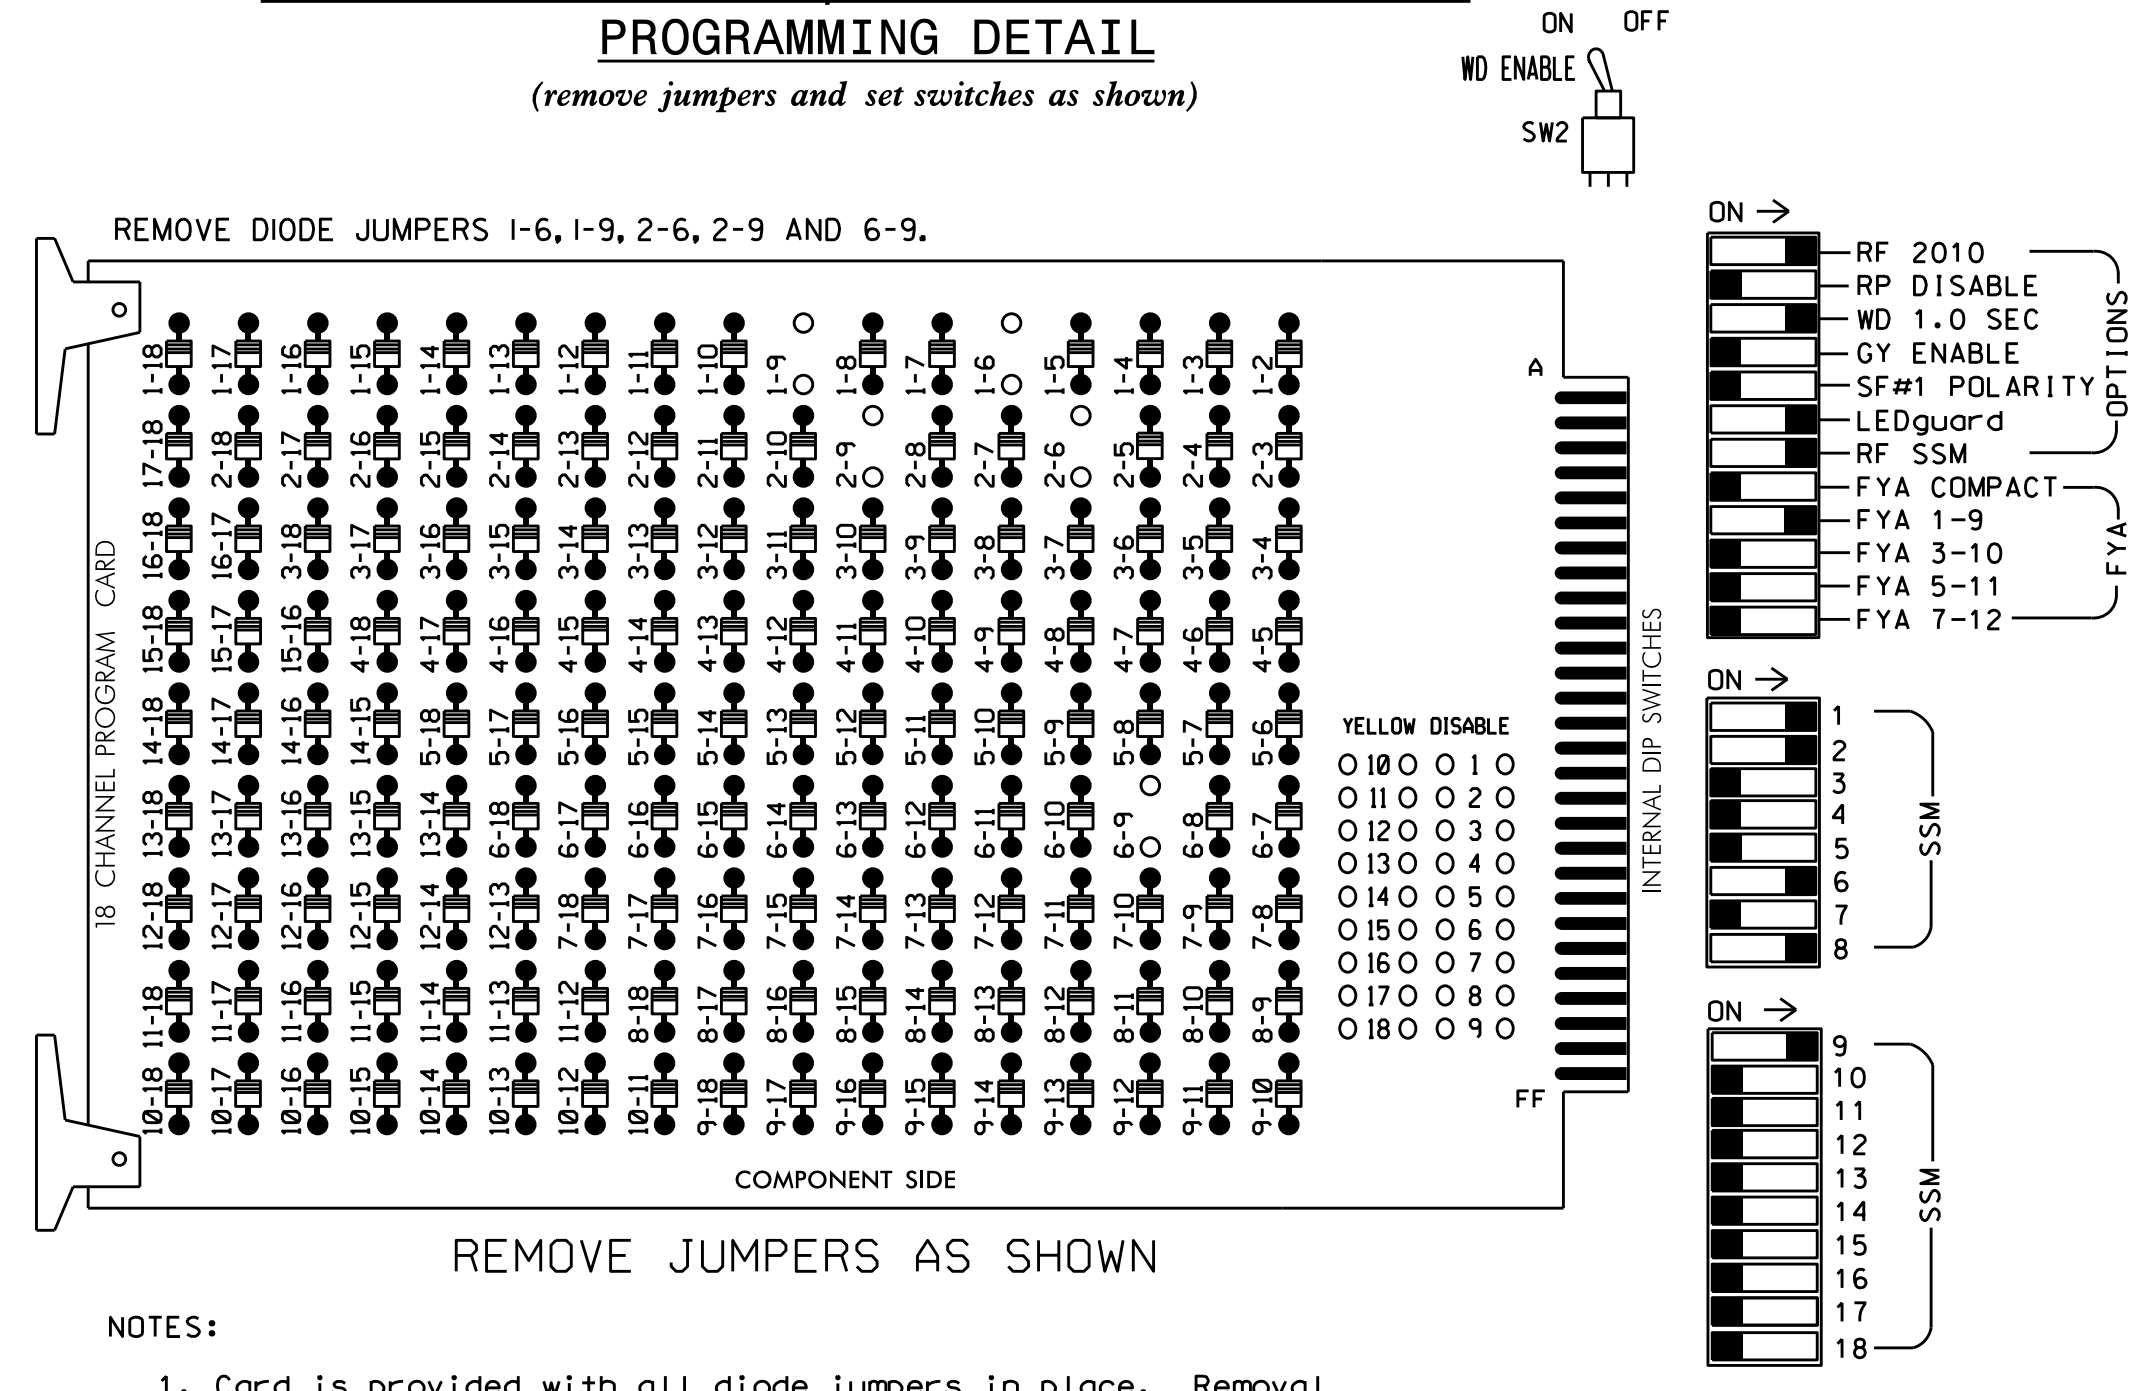 PROGRAMMING DETAIL
(remove jumpers and set switches as shown)
ON OFF
WD ENABLE
SW2
REMOVE DIODE JUMPERS 1-6, 1-9, 2-6, 2-9 AND 6-9.
1-18 1-17 1-16 1-15 1-14 1-13 1-12 1-11 1-10 1-9 1-8 1-7 1-6 1-5 1-4 1-3 1-2
17-18 2-18 2-17 2-16 2-15 2-14 2-13 2-12 2-11 2-10 2-9 2-8 2-7 2-6 2-5 2-4 2-3
16-18 16-17 3-18 3-17 3-16 3-15 3-14 3-13 3-12 3-11 3-10 3-9 3-8 3-7 3-6 3-5 3-4
15-18 15-17 15-16 4-18 4-17 4-16 4-15 4-14 4-13 4-12 4-11 4-10 4-9 4-8 4-7 4-6 4-5
14-18 14-17 14-16 14-15 5-18 5-17 5-16 5-15 5-14 5-13 5-12 5-11 5-10 5-9 5-8 5-7 5-6
13-18 13-17 13-16 13-15 13-14 6-18 6-17 6-16 6-15 6-14 6-13 6-12 6-11 6-10 6-9 6-8 6-7
12-18 12-17 12-16 12-15 12-14 12-13 7-18 7-17 7-16 7-15 7-14 7-13 7-12 7-11 7-10 7-9 7-8
11-18 11-17 11-16 11-15 11-14 11-13 11-12 8-18 8-17 8-16 8-15 8-14 8-13 8-12 8-11 8-10 8-9
10-18 10-17 10-16 10-15 10-14 10-13 10-12 10-11 9-18 9-17 9-16 9-15 9-14 9-13 9-12 9-11 9-10
18 CHANNEL PROGRAM CARD
A
YELLOW DISABLE
10 1
11 2
12 3
13 4
14 5
15 6
16 7
17 8
18 9
FF
COMPONENT SIDE
INTERNAL DIP SWITCHES
ON
RF 2010
RP DISABLE
WD 1.0 SEC
GY ENABLE
SF#1 POLARITY
LEDguard
RF SSM
OPTIONS
FYA COMPACT
FYA 1-9
FYA 3-10
FYA 5-11
FYA 7-12
FYA
ON
1
2
3
4
5
6
7
8
SSM
ON
9
10
11
12
13
14
15
16
17
18
SSM
REMOVE JUMPERS AS SHOWN
NOTES:
1. Card is provided with all diode jumpers in place. Removal